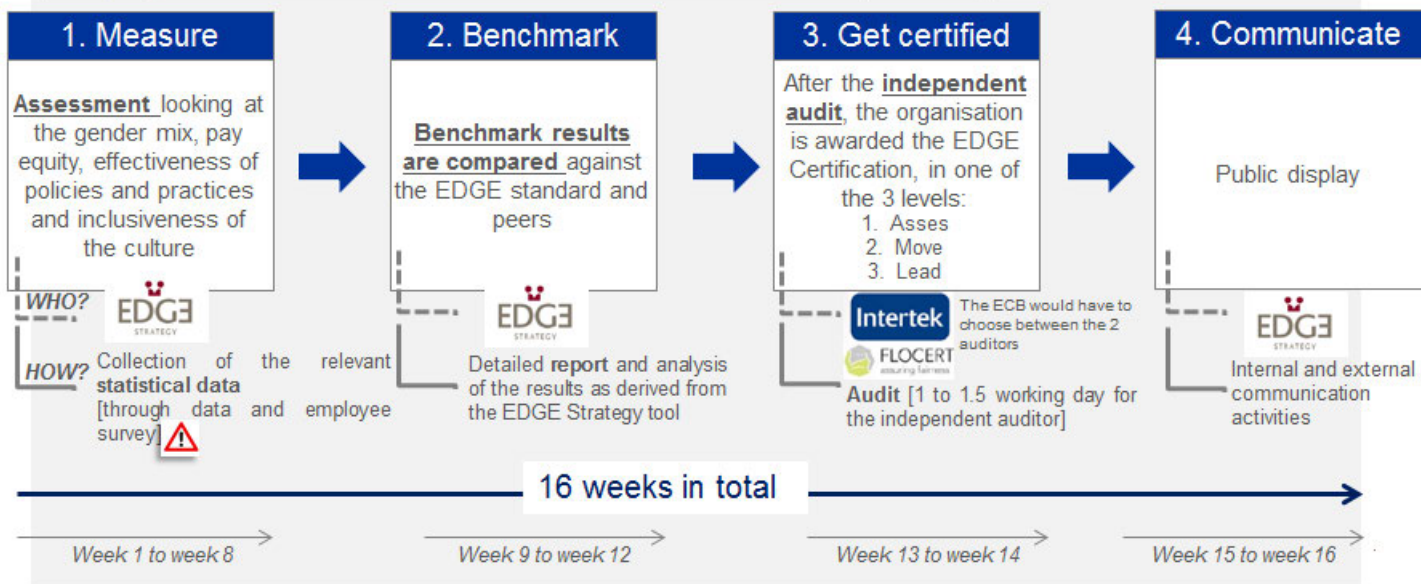 1. Measure
Assessment looking at
the gender mix, pay
equity, effectiveness of
policies and practices
and inclusiveness of
the culture
WHO?
EDGE
STRATEGY
HOW?
Collection of the relevant
statistical data
[through data and employee
survey]
2. Benchmark
Benchmark results
are compared against
the EDGE standard and
peers
EDGE
STRATEGY
Detailed report and analysis
of the results as derived from
the EDGE Strategy tool
3. Get certified
After the independent
audit, the organisation
is awarded the EDGE
Certification, in one of
the 3 levels:
1. Asses
2. Move
3. Lead
Intertek
FLOCERT
assuring fairness
The ECB would have to
choose between the 2
auditors
Audit [1 to 1.5 working day for
the independent auditor]
4. Communicate
Public display
EDGE
STRATEGY
Internal and external
communication
activities
16 weeks in total
Week 1 to week 8
Week 9 to week 12
Week 13 to week 14
Week 15 to week 16